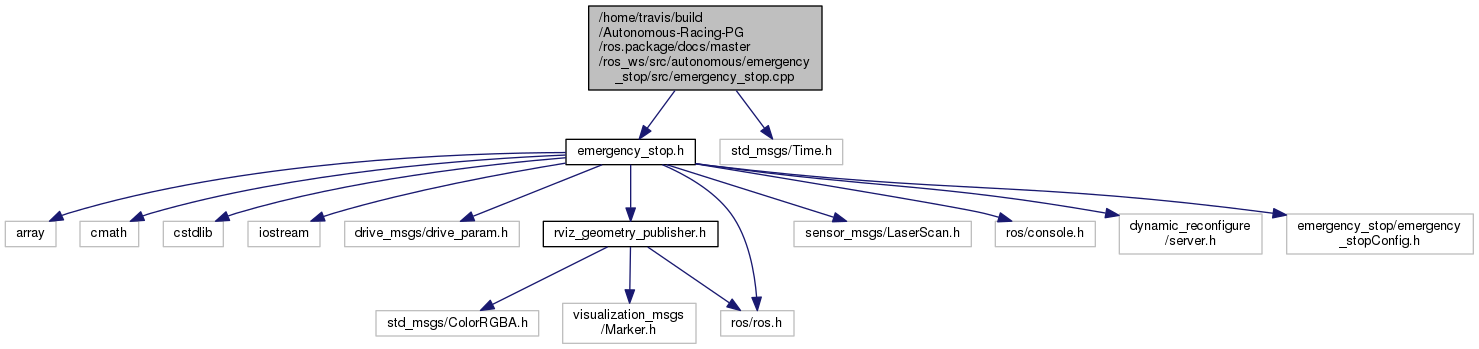 /home/travis/build
/Autonomous-Racing-PG
/ros.package/docs/master
/ros_ws/src/autonomous/emergency
_stop/src/emergency_stop.cpp
emergency_stop.h
std_msgs/Time.h
array
cmath
cstdlib
iostream
drive_msgs/drive_param.h
rviz_geometry_publisher.h
sensor_msgs/LaserScan.h
ros/console.h
dynamic_reconfigure
/server.h
emergency_stop/emergency
_stopConfig.h
std_msgs/ColorRGBA.h
visualization_msgs
/Marker.h
ros/ros.h